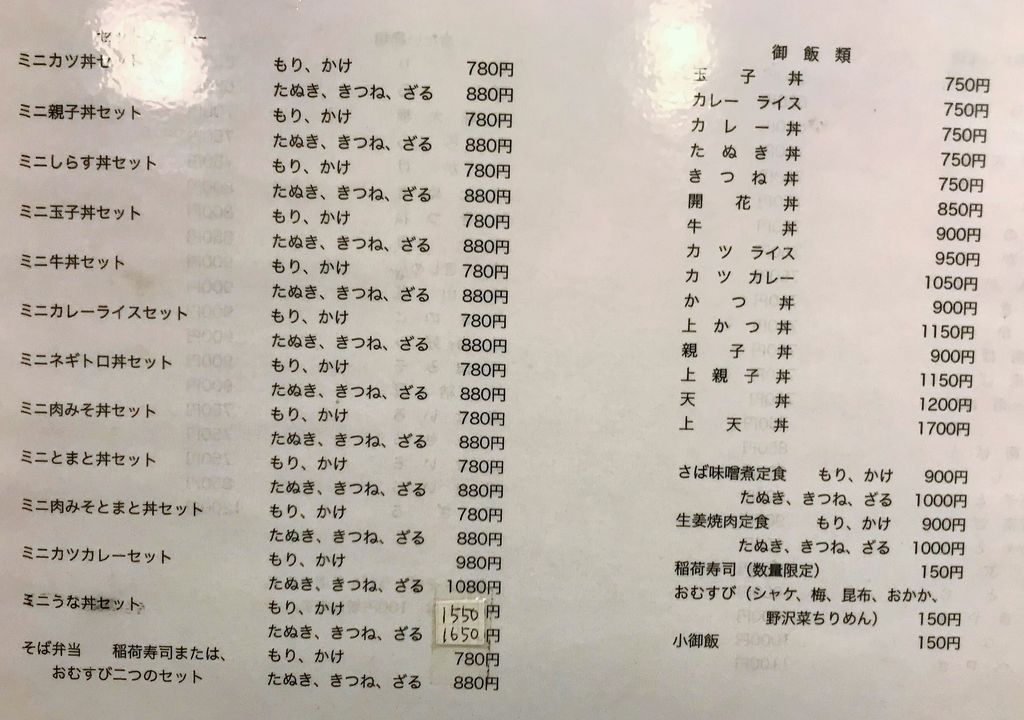 セットメニュー
ミニカツ丼セット もり、かけ 780円
たぬき、きつね、ざる 880円
ミニ親子丼セット もり、かけ 780円
たぬき、きつね、ざる 880円
ミニしらす丼セット もり、かけ 780円
たぬき、きつね、ざる 880円
ミニ玉子丼セット もり、かけ 780円
たぬき、きつね、ざる 880円
ミニ牛丼セット もり、かけ 780円
たぬき、きつね、ざる 880円
ミニカレーライスセット もり、かけ 780円
たぬき、きつね、ざる 880円
ミニネギトロ丼セット もり、かけ 780円
たぬき、きつね、ざる 880円
ミニ肉みそ丼セット もり、かけ 780円
たぬき、きつね、ざる 880円
ミニとまと丼セット もり、かけ 780円
たぬき、きつね、ざる 880円
ミニ肉みそとまと丼セット もり、かけ 780円
たぬき、きつね、ざる 880円
ミニカツカレーセット もり、かけ 980円
たぬき、きつね、ざる 1080円
ミニうな丼セット もり、かけ 1550円
たぬき、きつね、ざる 1650円
そば弁当 稲荷寿司または、 もり、かけ 780円
おむすび二つのセット たぬき、きつね、ざる 880円
御飯類
玉子丼 750円
カレーライス 750円
カレー丼 750円
たぬき丼 750円
きつね丼 750円
開花丼 850円
牛丼 900円
カツライス 950円
カツカレー 1050円
かつ丼 900円
上かつ丼 1150円
親子丼 900円
上親子丼 1150円
天丼 1200円
上天丼 1700円
さば味噌煮定食 もり、かけ 900円
たぬき、きつね、ざる 1000円
生姜焼肉定食 もり、かけ 900円
たぬき、きつね、ざる 1000円
稲荷寿司（数量限定） 150円
おむすび（シャケ、梅、昆布、おかか、
野沢菜ちりめん） 150円
小御飯 150円